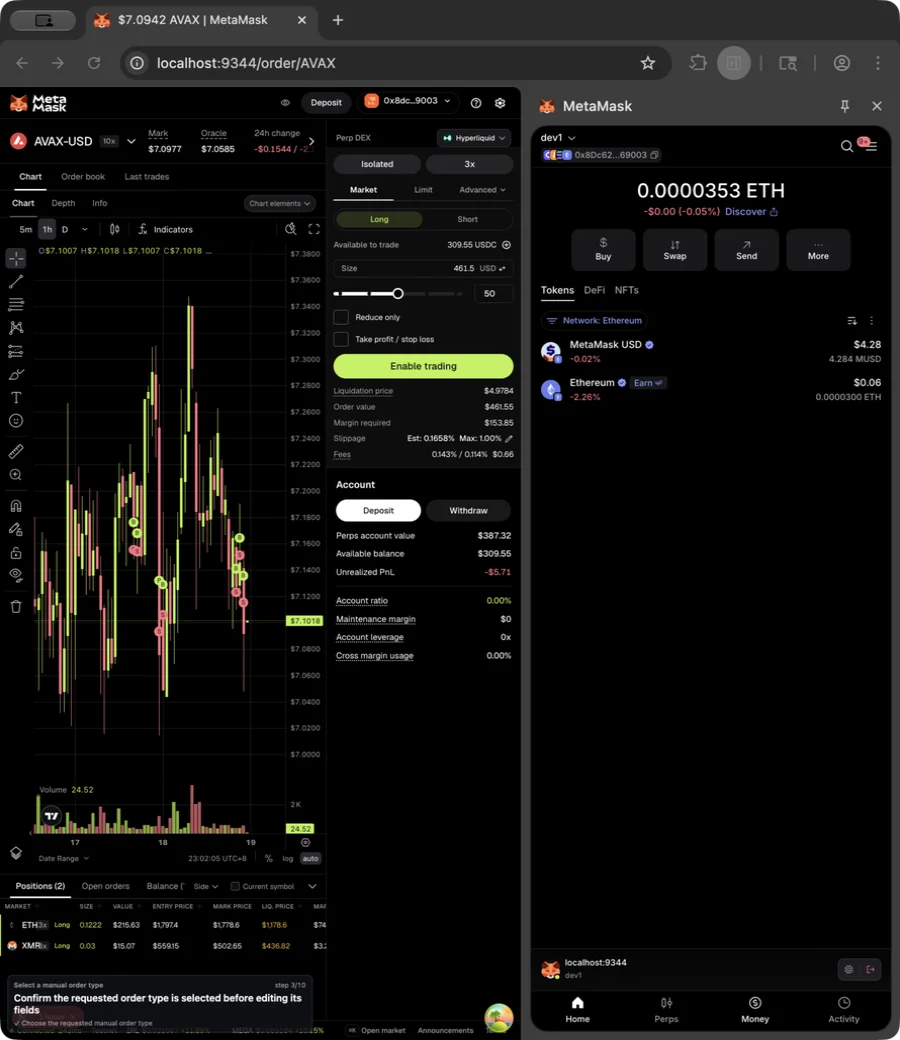 $7.0942 AVAX | MetaMask
localhost:9344/order/AVAX
Meta
Mask
Deposit
0x8dc...9003
AVAX-USD
10x
Mark
$7.0977
Oracle
$7.0585
24h change
-$0.1544 / -2
Chart
Order book
Last trades
Chart
Depth
Info
Chart elements
5m
1h
D
Indicators
O$7.1007 H$7.1018 L$7.1007 C$7.1018 ...
$7.3800
$7.3600
$7.3400
$7.3200
$7.3000
$7.2800
$7.2600
$7.2400
$7.2200
$7.2000
$7.1800
$7.1600
$7.1400
$7.1200
$7.1018
$7.0800
$7.0600
$7.0400
$7.0200
$7.0000
Volume 24.52
2K
24.52
17
18
19
Date Range
23:02:05 UTC+8
%
log
auto
Perp DEX
Hyperliquid
Isolated
3x
Market
Limit
Advanced
Long
Short
Available to trade
309.55 USDC
Size
461.5 USD
50
Reduce only
Take profit / stop loss
Enable trading
Liquidation price
$4.9784
Order value
$461.55
Margin required
$153.85
Slippage
Est: 0.1658% Max: 1.00%
Fees
0.143% / 0.114% $0.66
Account
Deposit
Withdraw
Perps account value
$387.32
Available balance
$309.55
Unrealized PnL
-$5.71
Account ratio
0.00%
Maintenance margin
$0
Account leverage
0x
Cross margin usage
0.00%
Positions (2)
Open orders
Balance (
Side
Current symbol
MARKET
SIZE
VALUE
ENTRY PRICE
MARK PRICE
LIQ. PRICE
ETH
3x
Long
0.1222
$215.63
$1,797.4
$1,778.6
$1,178.6
XMR
Long
0.03
$15.07
$559.15
$502.65
$436.82
$3.2
Select a manual order type
step 3/10
Confirm the requested order type is selected before editing its
fields
✓ Choose the requested manual order type
Open market
Announcements
MetaMask
dev1
0x8Dc62...69003
9+
0.0000353 ETH
-$0.00 (-0.05%)
Discover
Buy
Swap
Send
More
Tokens
DeFi
NFTs
Network: Ethereum
MetaMask USD
$4.28
-0.02%
4.284 MUSD
Ethereum
Earn
$0.06
-2.26%
0.0000300 ETH
localhost:9344
dev1
Home
Perps
Money
Activity